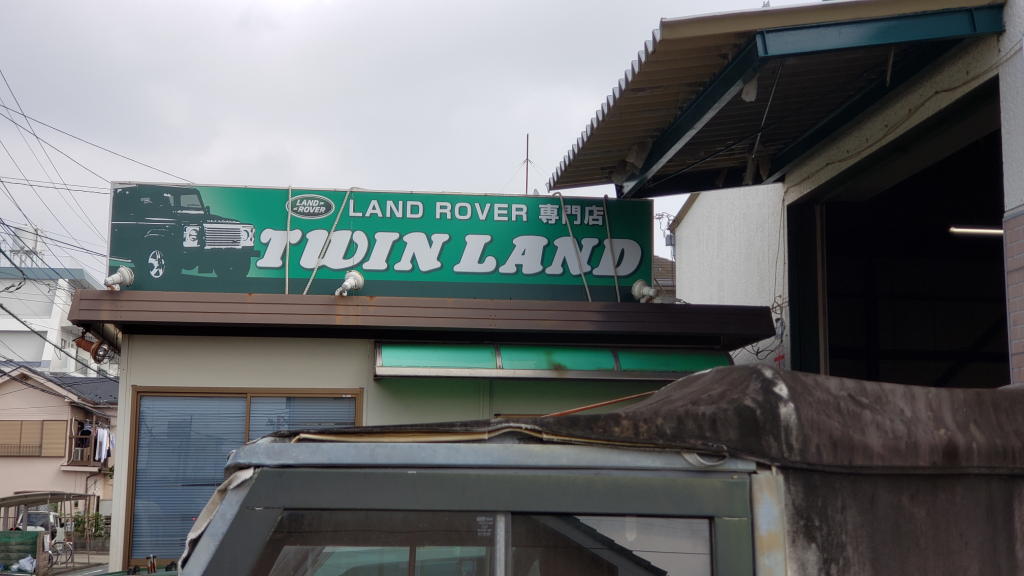 LAND ROVER
LAND ROVER 専門店
TWIN LAND